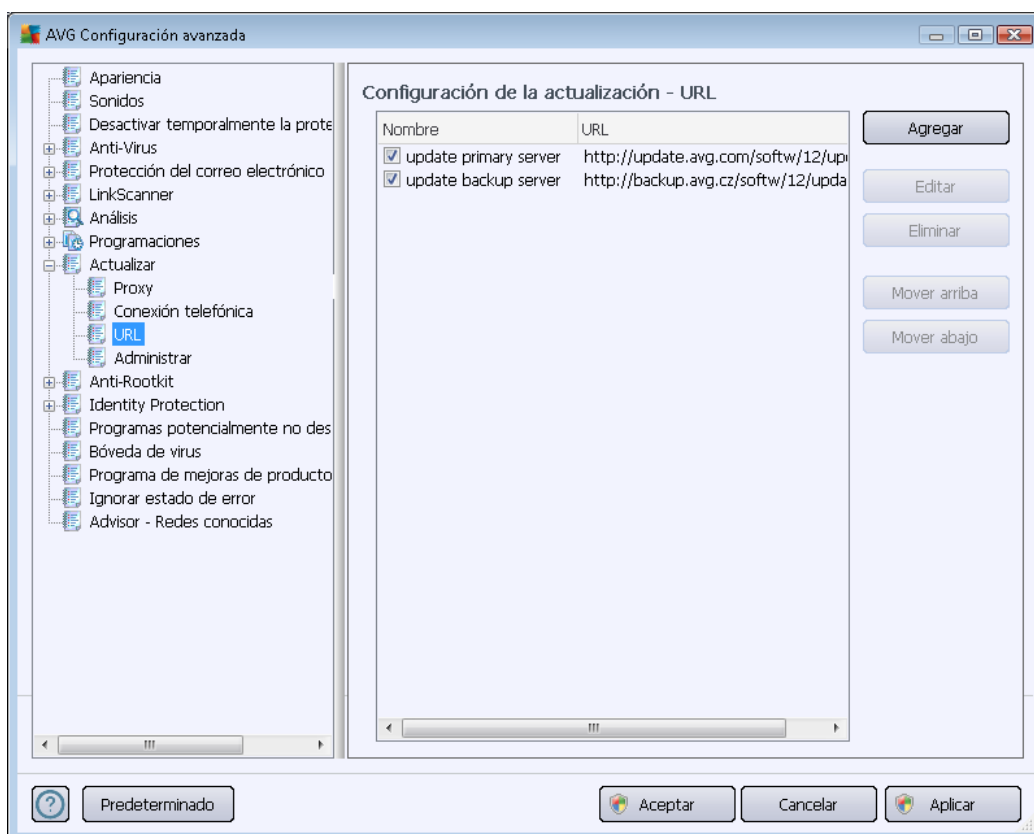 AVG Configuración avanzada
Apariencia
Sonidos
Desactivar temporalmente la prote
Anti-Virus
Protección del correo electrónico
LinkScanner
Análisis
Programaciones
Actualizar
Proxy
Conexión telefónica
URL
Administrar
Anti-Rootkit
Identity Protection
Programas potencialmente no des
Bóveda de virus
Programa de mejoras de producto
Ignorar estado de error
Advisor - Redes conocidas
Configuración de la actualización - URL
Nombre URL
update primary server http://update.avg.com/softw/12/up
update backup server http://backup.avg.cz/softw/12/upda
Agregar
Editar
Eliminar
Mover arriba
Mover abajo
Predeterminado
Aceptar
Cancelar
Aplicar